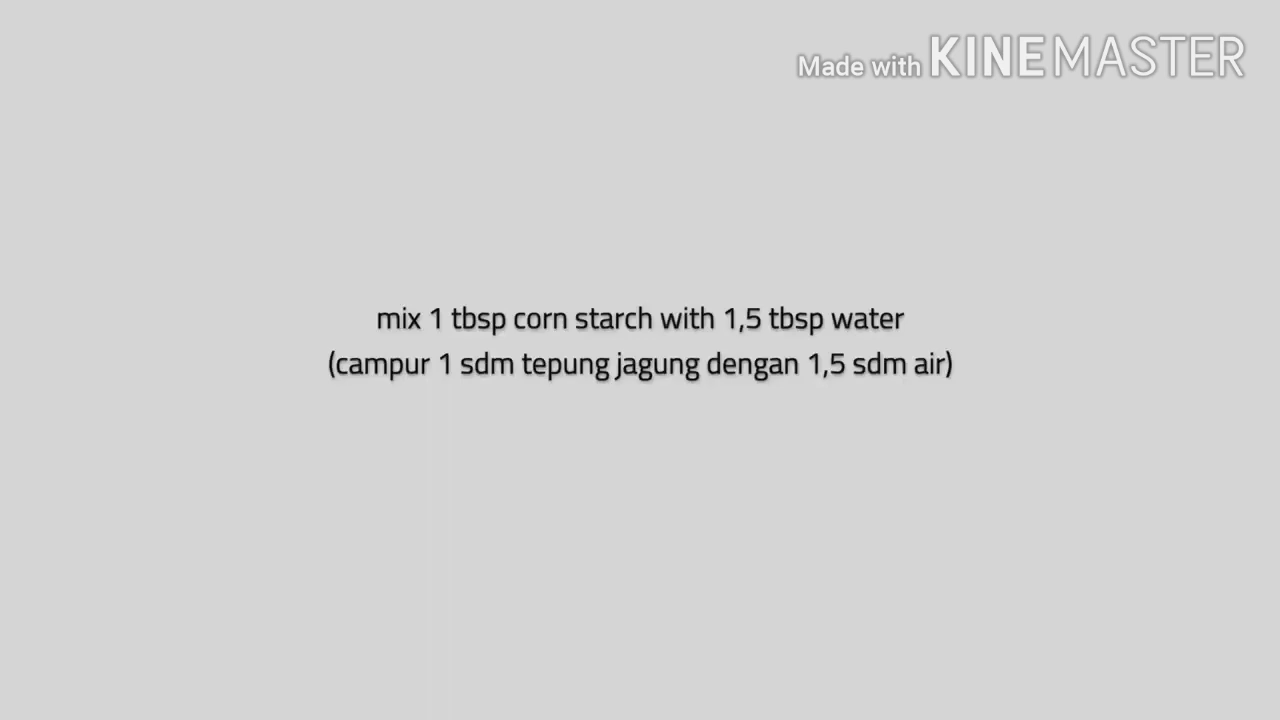 Made with KINEMASTER
mix 1 tbsp corn starch with 1,5 tbsp water
(campur 1 sdm tepung jagung dengan 1,5 sdm air)